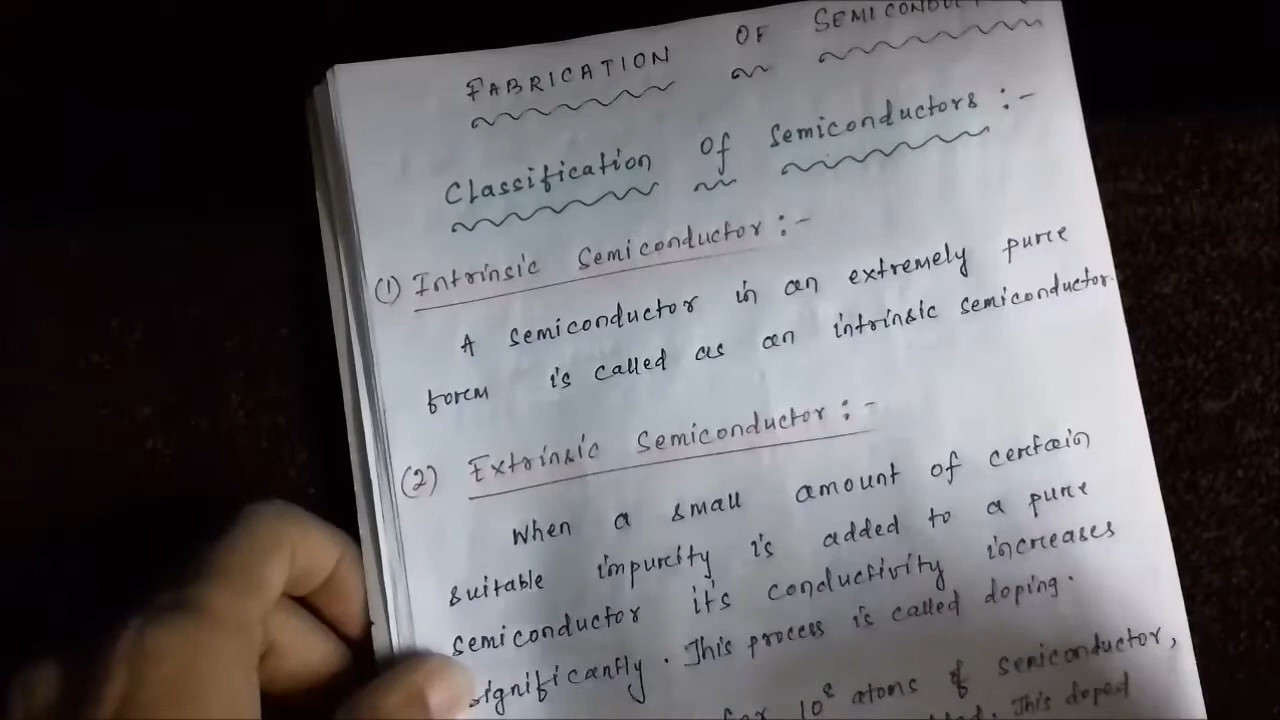 FABRICATION OF
Classification Of Semiconductors :-
(1) Intrinsic Semiconductor :-
A semiconductor in an extremely pure
form is called as an intrinsic semiconductor.
(2) Extrinsic Semiconductor :-
When a small amount of certain
suitable impurity is added to a pure
semiconductor it's conductivity increases
significantly. This process is called doping.
for 10⁸ atoms of semiconductor,
This doped